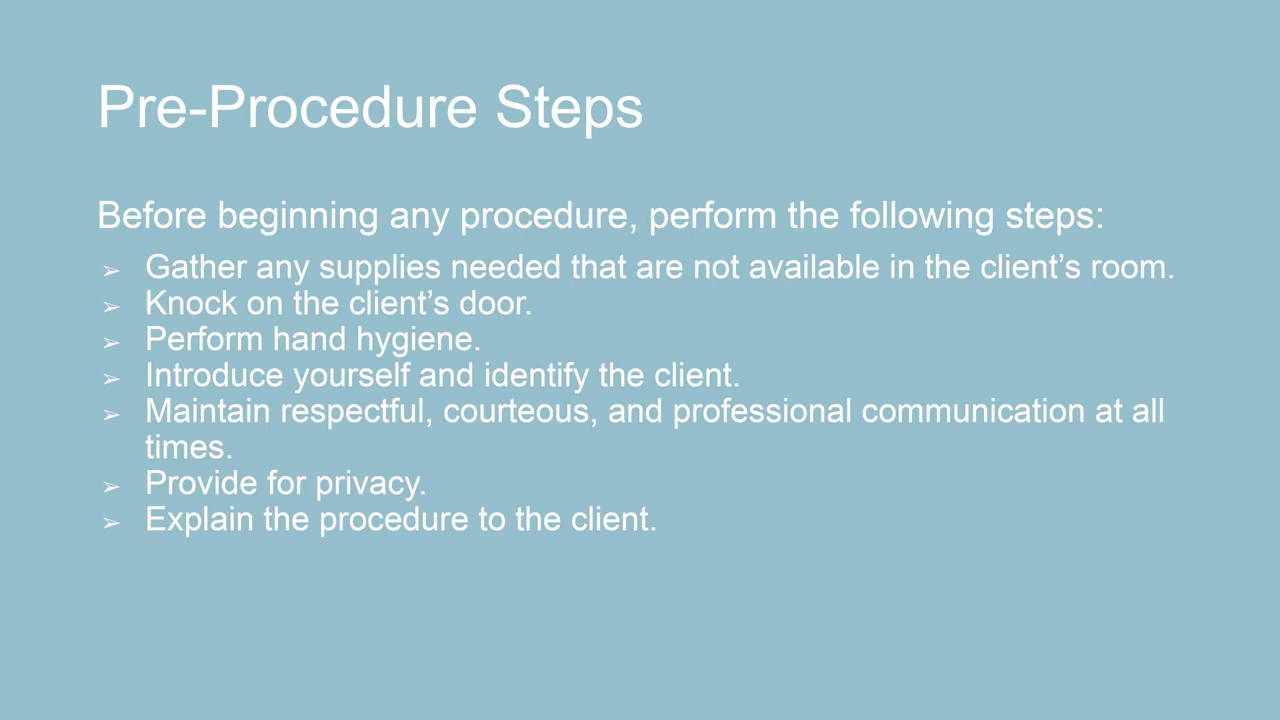 Pre-Procedure Steps
Before beginning any procedure, perform the following steps:
➢ Gather any supplies needed that are not available in the client’s room.
➢ Knock on the client’s door.
➢ Perform hand hygiene.
➢ Introduce yourself and identify the client.
➢ Maintain respectful, courteous, and professional communication at all
times.
➢ Provide for privacy.
➢ Explain the procedure to the client.